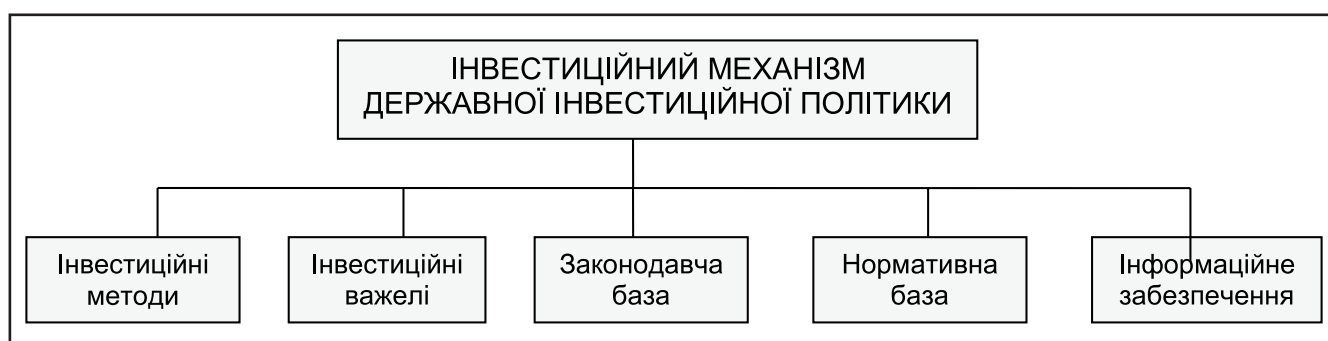 ІНВЕСТИЦІЙНИЙ МЕХАНІЗМ
ДЕРЖАВНОЇ ІНВЕСТИЦІЙНОЇ ПОЛІТИКИ
Інвестиційні
методи
Інвестиційні
важелі
Законодавча
база
Нормативна
база
Інформаційне
забезпечення